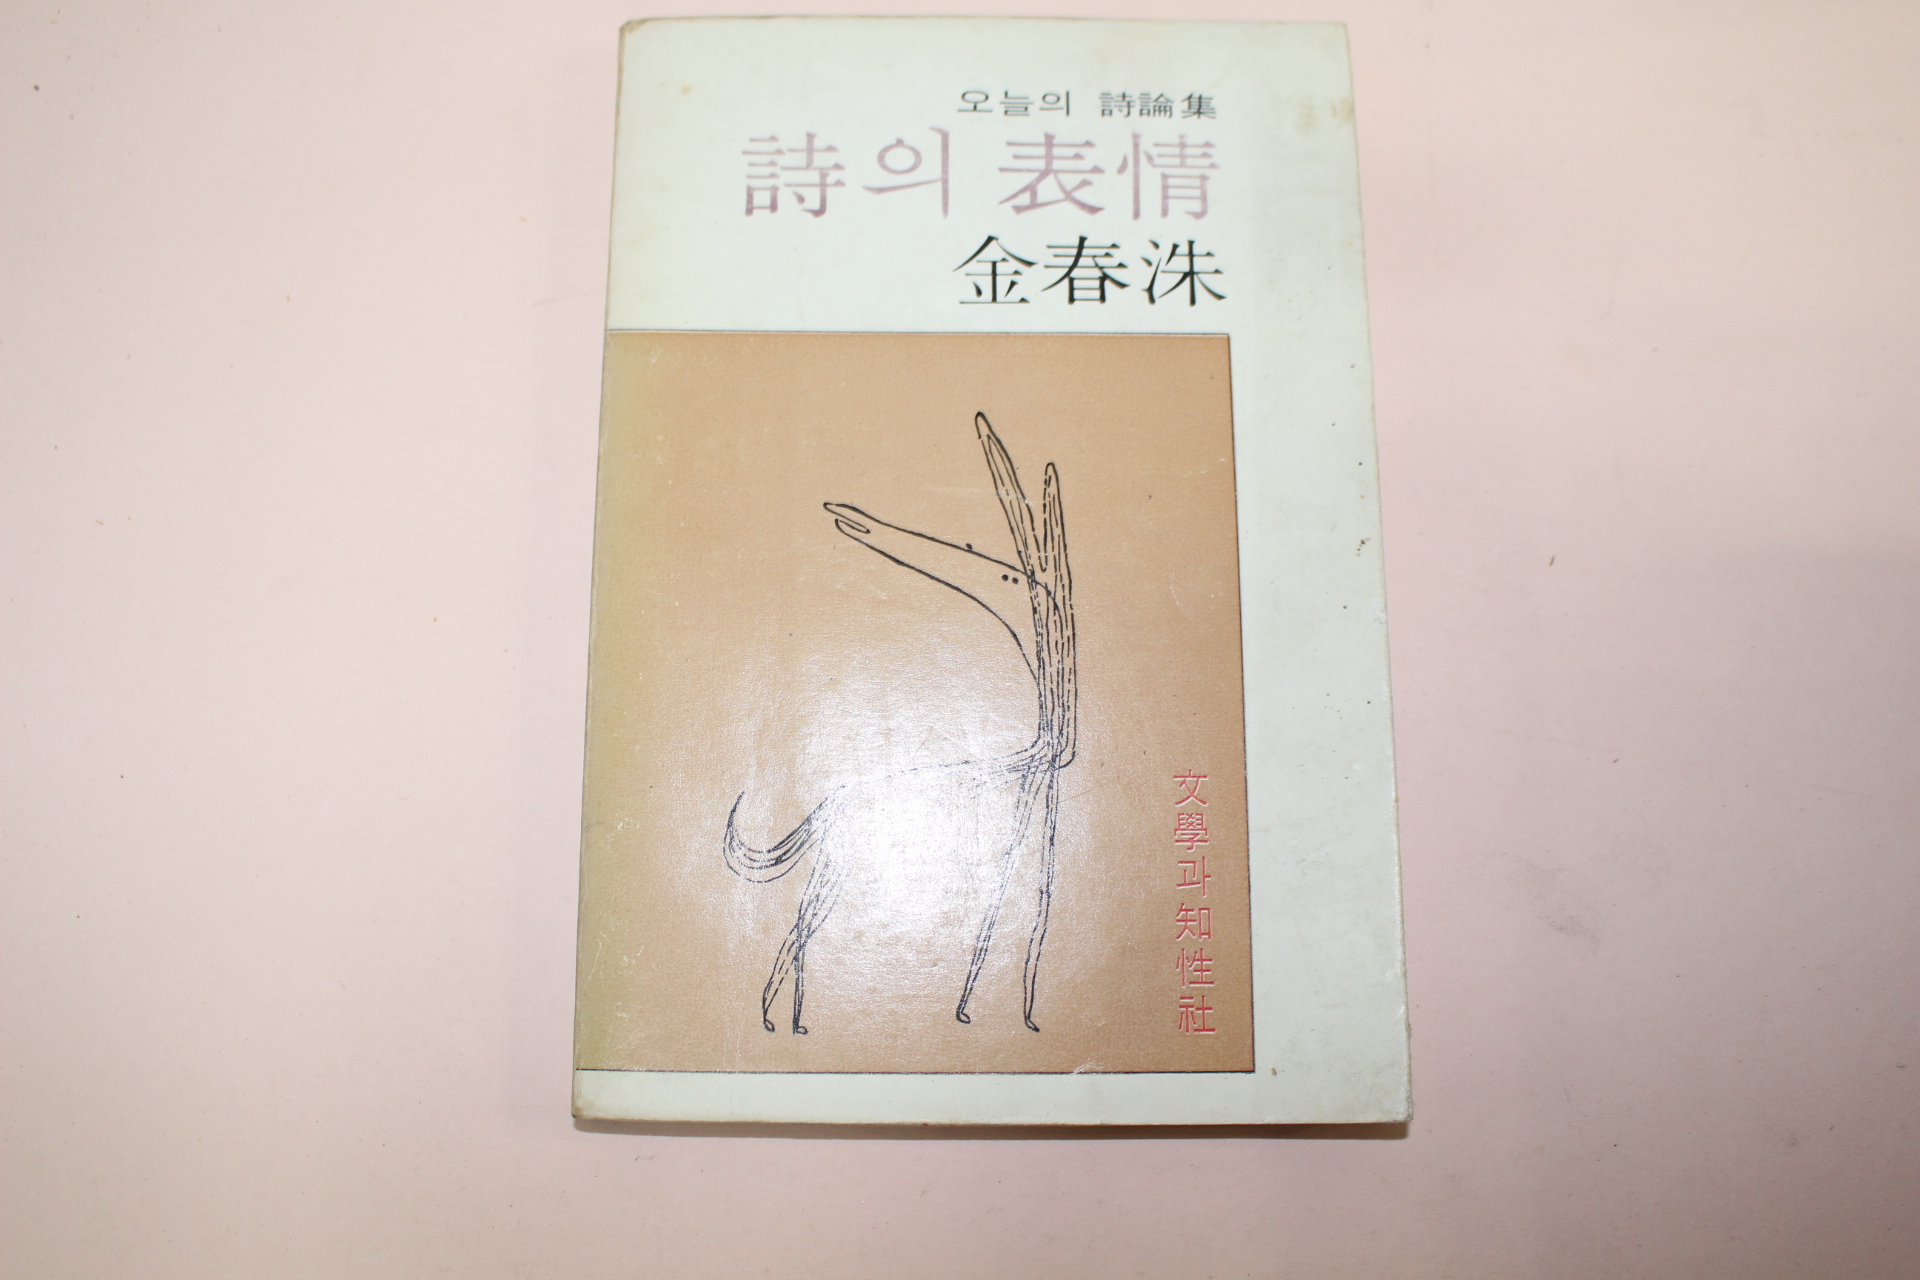 오늘의 詩論集
詩의 表情
金春洙
文學과知性社